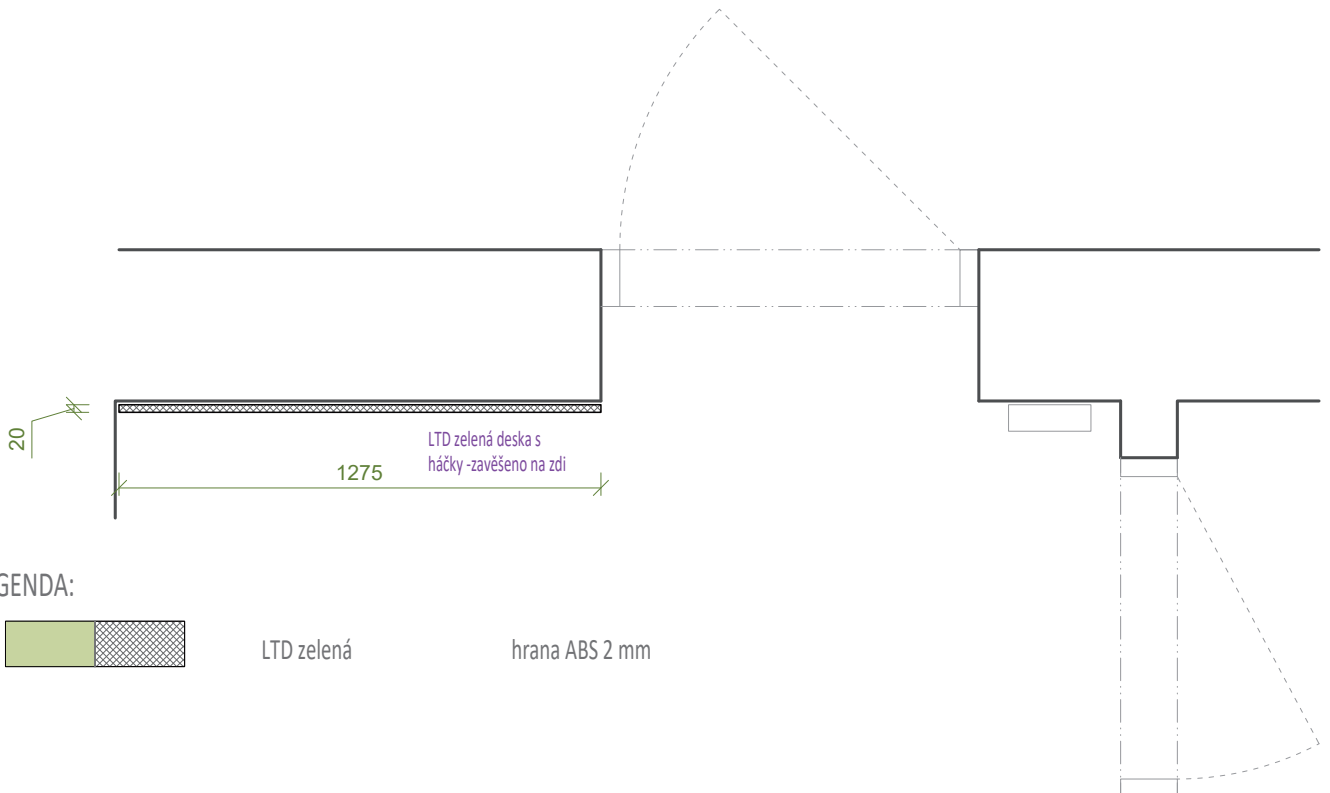 20
LTD zelená deska s
háčky -zavěšeno na zdi
1275
GENDA:
LTD zelená
hrana ABS 2 mm